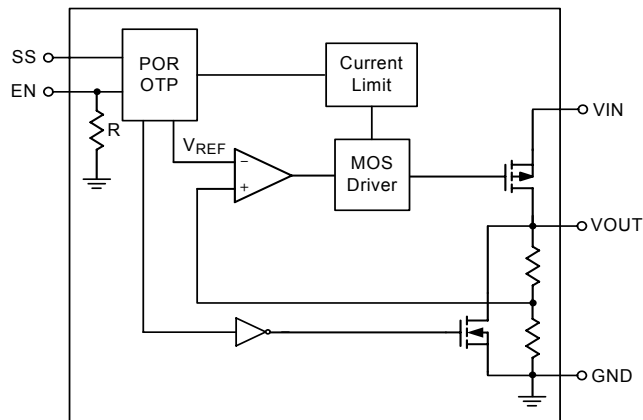 SS
EN
POR
OTP
Current
Limit
VIN
R
VREF
−
+
MOS
Driver
VOUT
GND